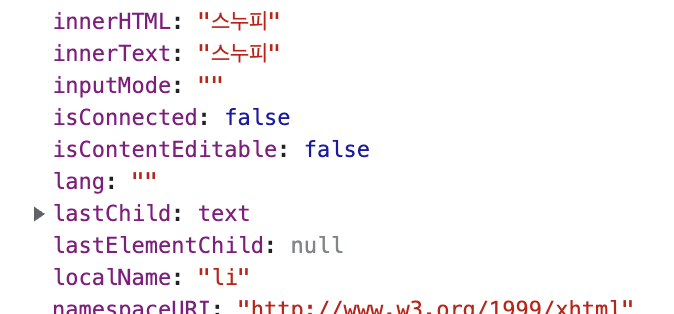 innerHTML: "스누피"
innerText: "스누피"
inputMode: ""
isConnected: false
isContentEditable: false
lang: ""
lastChild: text
lastElementChild: null
localName: "li"
namespaceURI: "http://www.w3.org/1999/xhtml"